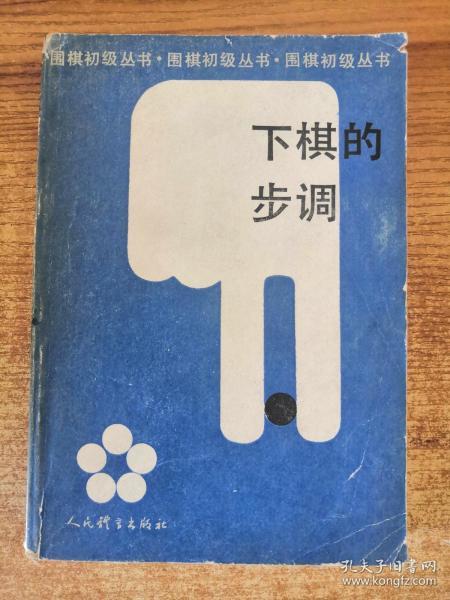 围棋初级丛书·围棋初级丛书·围棋初级丛书
下棋的
步调
人民體育出版社
孔夫子旧书网
www.kongfz.com